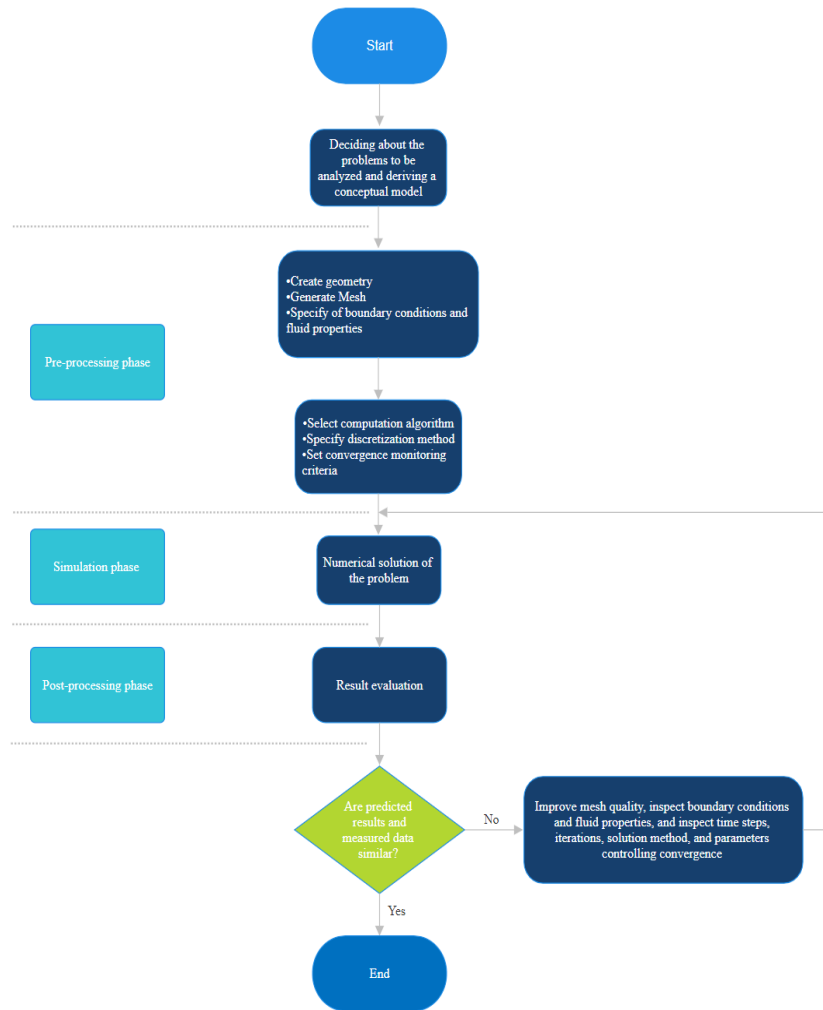 Start
Deciding about the
problems to be
analyzed and deriving a
conceptual model
•Create geometry
•Generate Mesh
•Specify of boundary conditions and
fluid properties
Pre-processing phase
•Select computation algorithm
•Specify discretization method
•Set convergence monitoring
criteria
Simulation phase
Numerical solution of
the problem
Post-processing phase
Result evaluation
Are predicted
results and
measured data
similar?
No
Improve mesh quality, inspect boundary conditions
and fluid properties, and inspect time steps,
iterations, solution method, and parameters
controlling convergence
Yes
End